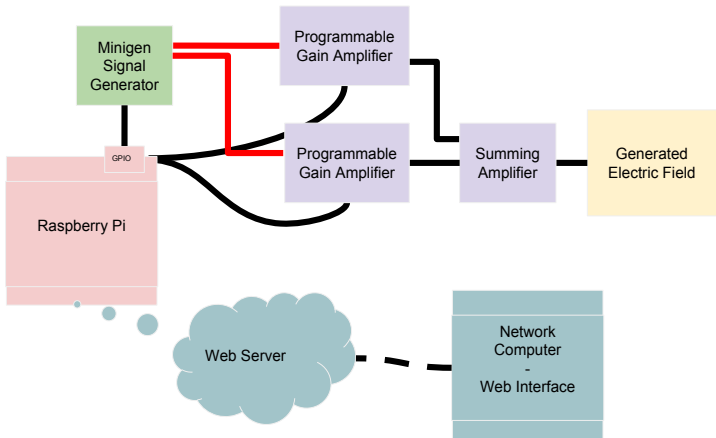 Minigen
Signal
Generator
Programmable
Gain Amplifier
GPIO
Programmable
Gain Amplifier
Summing
Amplifier
Generated
Electric Field
Raspberry Pi
Web Server
Network
Computer
-
Web Interface